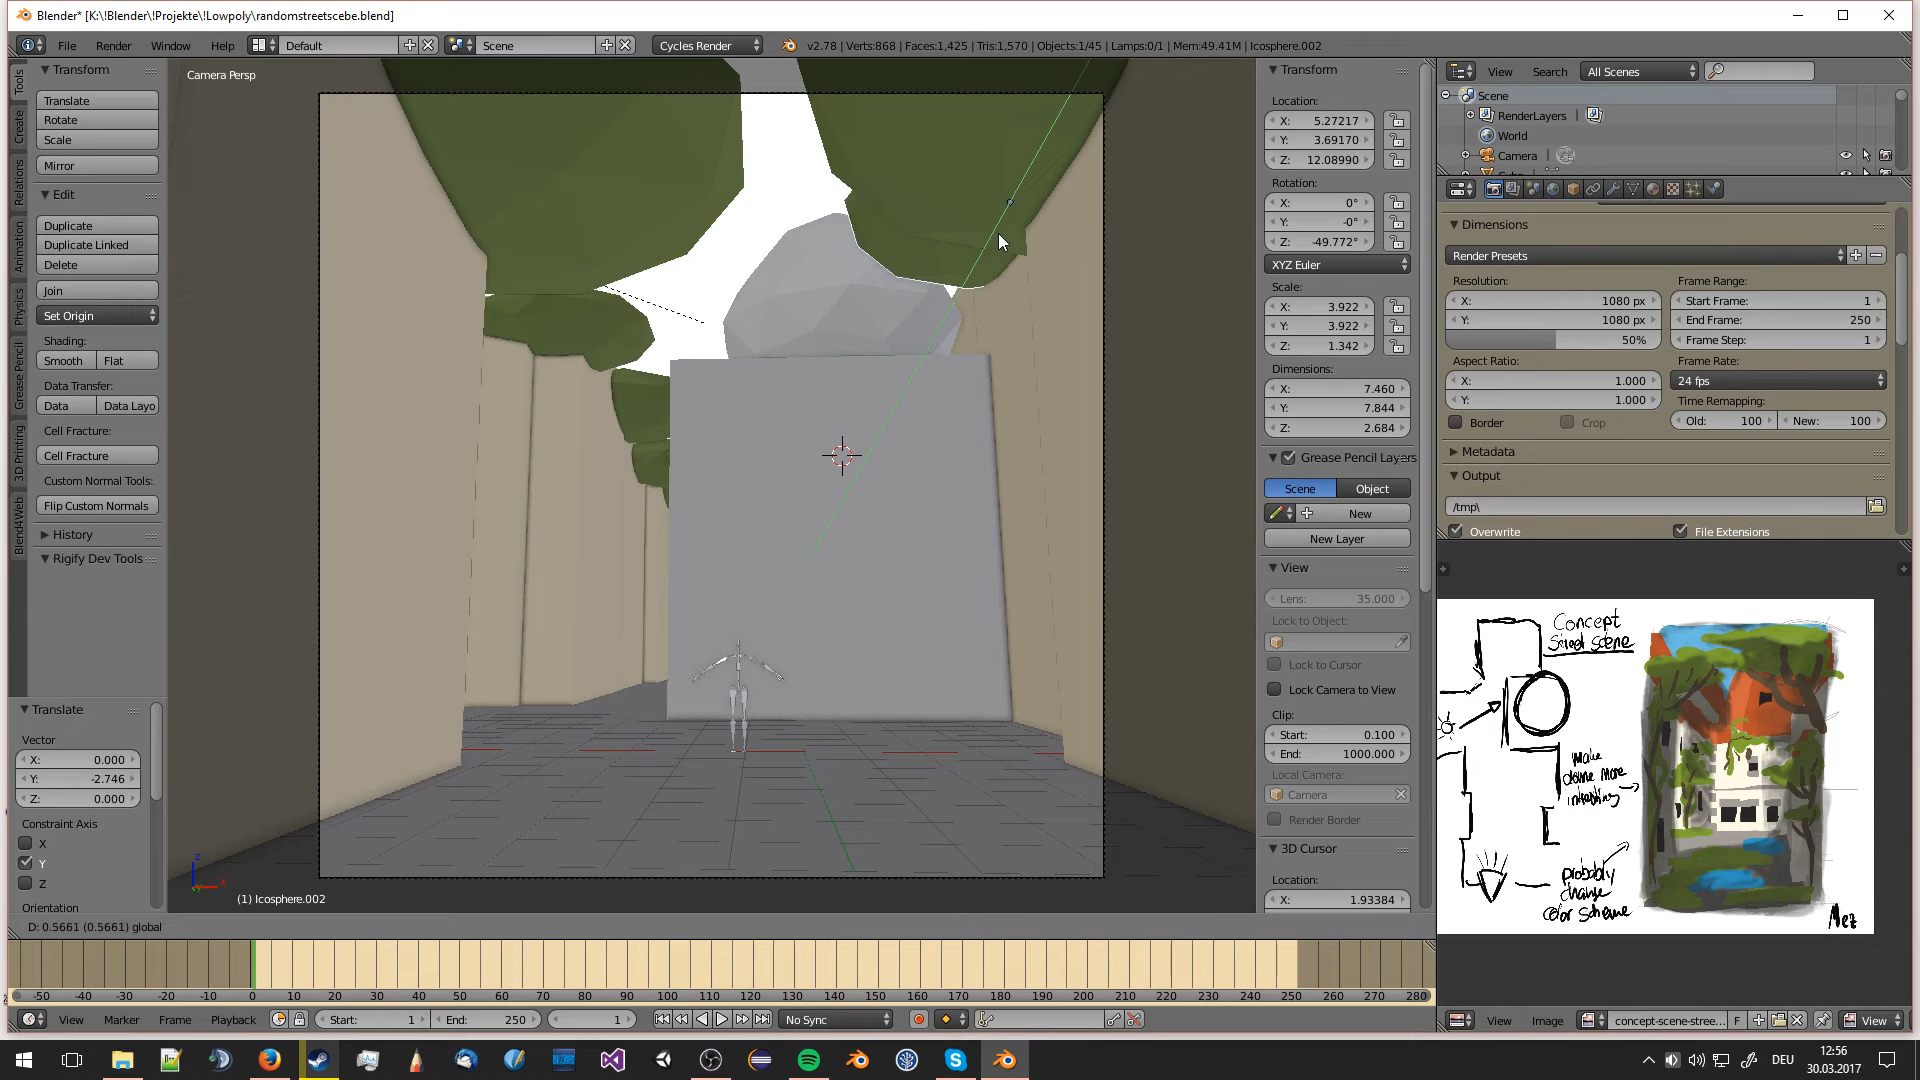 Blender* [K:\!Blender\!Projekte\!Lowpoly\randomstreetscebe.blend]
File Render Window Help Default Scene Cycles Render v2.78 | Verts:868 | Faces:1,425 | Tris:1,570 | Objects:1/45 | Lamps:0/1 | Mem:49.41M | Icosphere.002
Tools
Create
Relations
Animation
Physics
Grease Pencil
3D Printing
Blend4Web
Transform
Translate
Rotate
Scale
Mirror
Edit
Duplicate
Duplicate Linked
Delete
Join
Set Origin
Shading:
Smooth Flat
Data Transfer:
Data Data Layo
Cell Fracture:
Cell Fracture
Custom Normal Tools:
Flip Custom Normals
History
Rigify Dev Tools
Translate
Vector
X: 0.000
Y: -2.746
Z: 0.000
Constraint Axis
X
Y
Z
Orientation
Camera Persp
z
x
y
(1) Icosphere.002
D: 0.5661 (0.5661) global
Transform
Location:
X: 5.27217
Y: 3.69170
Z: 12.08990
Rotation:
X: 0°
Y: -0°
Z: -49.772°
XYZ Euler
Scale:
X: 3.922
Y: 3.922
Z: 1.342
Dimensions:
X: 7.460
Y: 7.844
Z: 2.684
Grease Pencil Layers
Scene Object
New
New Layer
View
Lens: 35.000
Lock to Object:
Lock to Cursor
Lock Camera to View
Clip:
Start: 0.100
End: 1000.000
Local Camera:
Camera
Render Border
3D Cursor
Location:
X: 1.93384
View Search All Scenes
Scene
RenderLayers
World
Camera
Dimensions
Render Presets
Resolution: Frame Range:
X: 1080 px Start Frame: 1
Y: 1080 px End Frame: 250
50% Frame Step: 1
Aspect Ratio: Frame Rate:
X: 1.000 24 fps
Y: 1.000 Time Remapping:
Border Crop Old: 100 New: 100
Metadata
Output
/tmp\
Overwrite File Extensions
Concept
Street Scene
make
dome more
interesting
probably
change
color scheme
Mez
-50 -40 -30 -20 -10 0 10 20 30 40 50 60 70 80 90 100 110 120 130 140 150 160 170 180 190 200 210 220 230 240 250 260 270 280
View Marker Frame Playback Start: 1 End: 250 1 No Sync
View Image concept-scene-stree... F View
DEU
12:56
30.03.2017